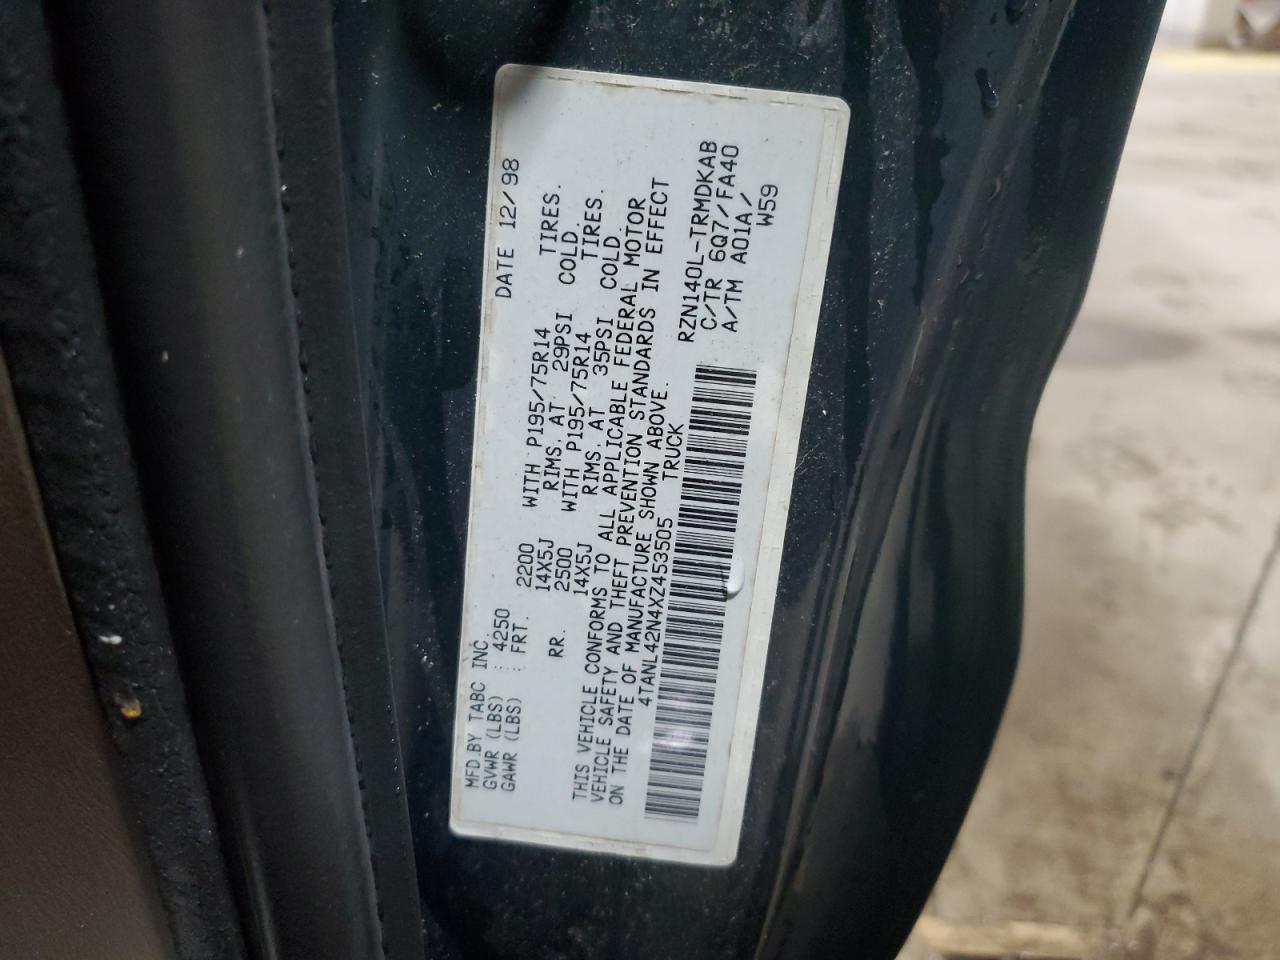 MFD.BY TABC INC. DATE 12/98
GVWR (LBS) : 4250
GAWR (LBS) : FRT. 2200 WITH P195/75R14 TIRES.
14X5J RIMS. AT 29PSI COLD.
RR. 2500 WITH P195/75R14 TIRES.
14X5J RIMS. AT 35PSI COLD.
THIS VEHICLE CONFORMS TO ALL APPLICABLE FEDERAL MOTOR
VEHICLE SAFETY AND THEFT PREVENTION STANDARDS IN EFFECT
ON THE DATE OF MANUFACTURE SHOWN ABOVE.
4TANL42N4XZ453505 TRUCK
RZN140L-TRMDKAB
C/TR 6Q7/FA40
A/TM A01A/
W59